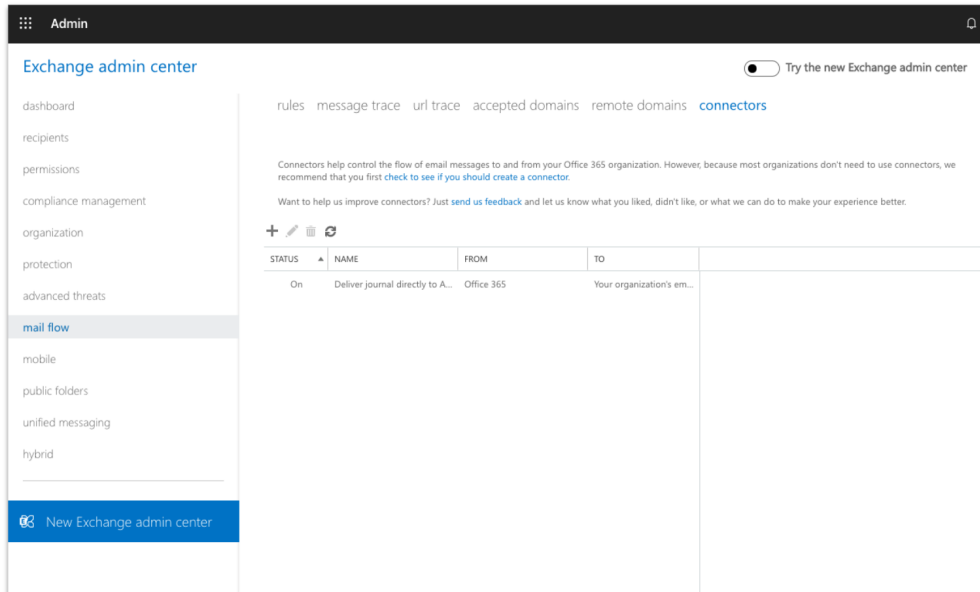 Admin
Exchange admin center
Try the new Exchange admin center
dashboard
recipients
permissions
compliance management
organization
protection
advanced threats
mail flow
mobile
public folders
unified messaging
hybrid
New Exchange admin center
rules message trace url trace accepted domains remote domains connectors
Connectors help control the flow of email messages to and from your Office 365 organization. However, because most organizations don't need to use connectors, we
recommend that you first check to see if you should create a connector.
Want to help us improve connectors? Just send us feedback and let us know what you liked, didn't like, or what we can do to make your experience better.
STATUS NAME FROM TO
On Deliver journal directly to A... Office 365 Your organization's em...